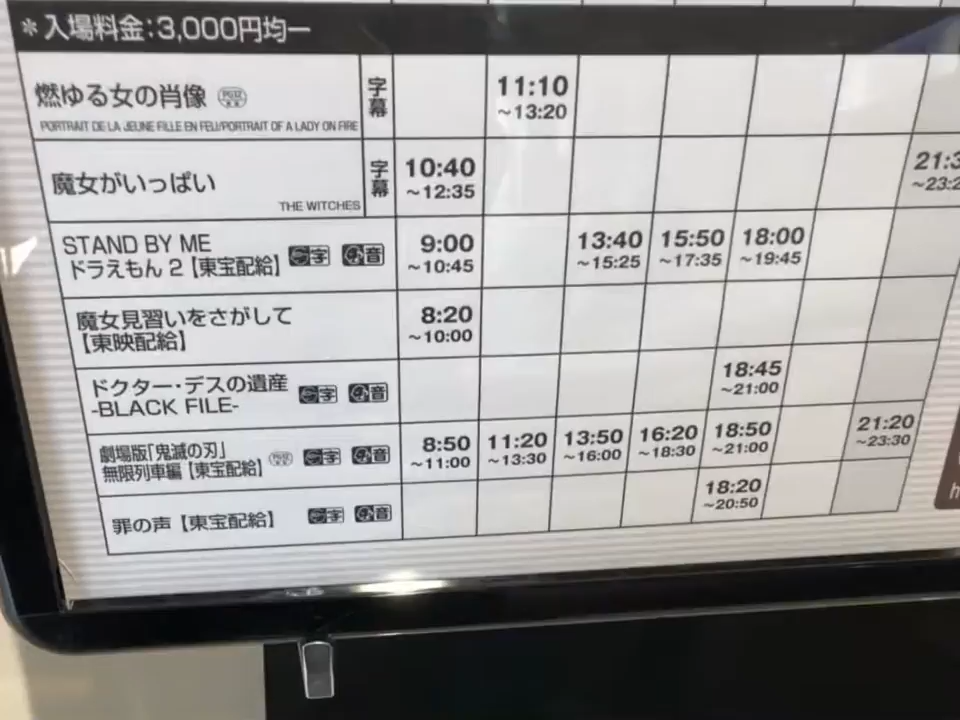 *入場料金:3,000円均一
燃ゆる女の肖像 PG12 字幕 11:10
~13:20
PORTRAIT DE LA JEUNE FILLE EN FEU/PORTRAIT OF A LADY ON FIRE
魔女がいっぱい 字幕 10:40
~12:35
THE WITCHES
STAND BY ME 9:00 13:40 15:50 18:00
ドラえもん2【東宝配給】 字 音 ~10:45 ~15:25 ~17:35 ~19:45
魔女見習いをさがして 8:20
【東映配給】 ~10:00
ドクター・デスの遺産 字 音 18:45
-BLACK FILE- ~21:00
劇場版「鬼滅の刃」 PG12 字 音 8:50 11:20 13:50 16:20 18:50 21:20
無限列車編【東宝配給】 ~11:00 ~13:30 ~16:00 ~18:30 ~21:00 ~23:30
罪の声【東宝配給】 字 音 18:20
~20:50